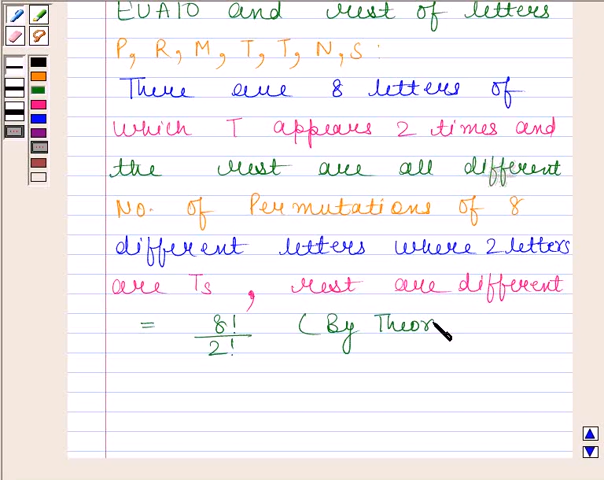 EUAIO and rest of letters
P, R, M, T, T, N, S :
There are 8 letters of
which T appears 2 times and
the rest are all different
No. of Permutations of 8
different letters where 2 letters
are Ts, rest are different
= 8!/2! (By Theor